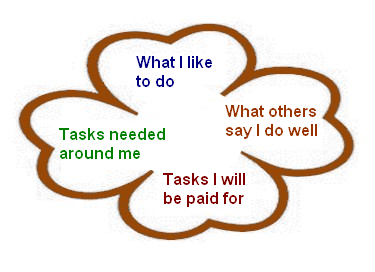 What I like
to do
What others
say I do well
Tasks needed
around me
Tasks I will
be paid for